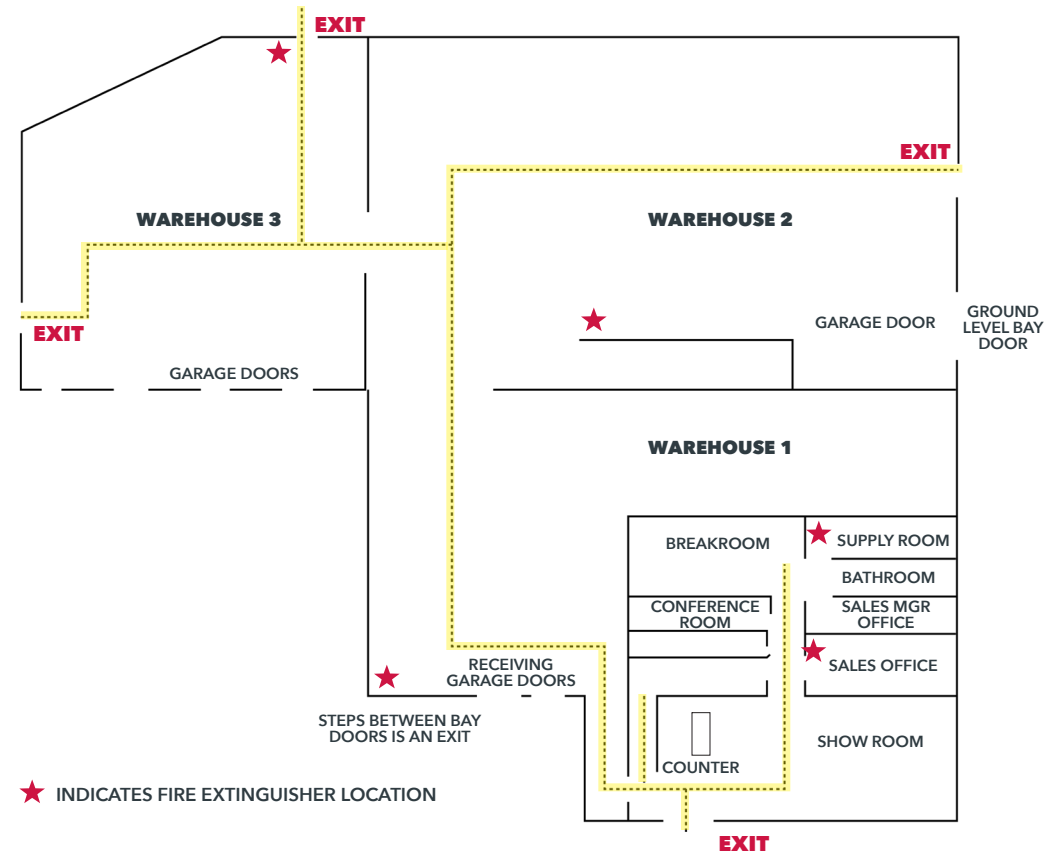 EXIT
EXIT
WAREHOUSE 3
WAREHOUSE 2
EXIT
GARAGE DOOR
GROUND
LEVEL BAY
DOOR
GARAGE DOORS
WAREHOUSE 1
BREAKROOM
SUPPLY ROOM
BATHROOM
CONFERENCE
ROOM
SALES MGR
OFFICE
RECEIVING
GARAGE DOORS
SALES OFFICE
STEPS BETWEEN BAY
DOORS IS AN EXIT
SHOW ROOM
COUNTER
INDICATES FIRE EXTINGUISHER LOCATION
EXIT